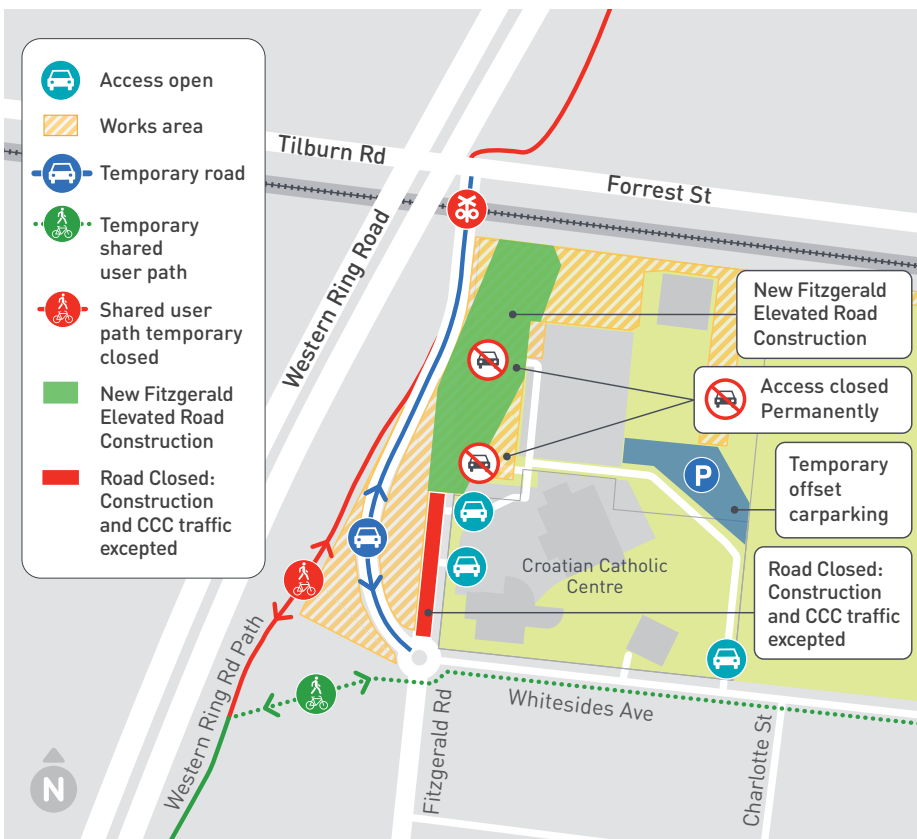 Access open
Works area
Temporary road
Temporary
shared
user path
Shared user
path temporary
closed
New Fitzgerald
Elevated Road
Construction
Road Closed:
Construction
and CCC traffic
excepted
Tilburn Rd
Forrest St
Western Ring Road
New Fitzgerald
Elevated Road
Construction
Access closed
Permanently
P
Temporary
offset
carparking
Croatian Catholic
Centre
Road Closed:
Construction
and CCC traffic
excepted
Western Ring Rd Path
Fitzgerald Rd
Whitesides Ave
Charlotte St
N